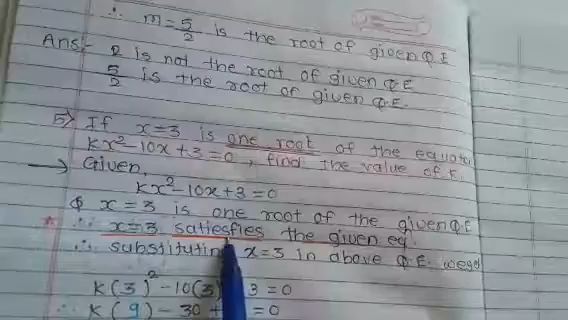 ∴ m = 5/2 is the root of given Q.E
Ans:- 2 is not the root of given Q.E
5/2 is the root of given Q.E.
5) If x=3 is one root of the equation
kx²-10x+3=0, find the value of k.
→ Given,
kx²-10x+3=0
& x=3 is one root of the given Q.E
* ∴ x=3 satiesfies the given eq.
∴ substituting x=3 in above Q.E. we get
k(3)²-10(3) 3=0
∴ k(9)-30+ =0